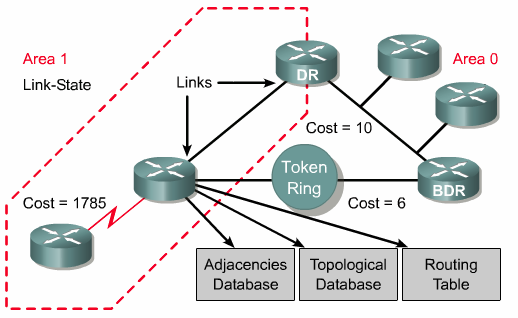 Area 1
Link-State
Links
DR
Area 0
Cost = 10
Token
Ring
BDR
Cost = 1785
Cost = 6
Adjacencies
Database
Topological
Database
Routing
Table